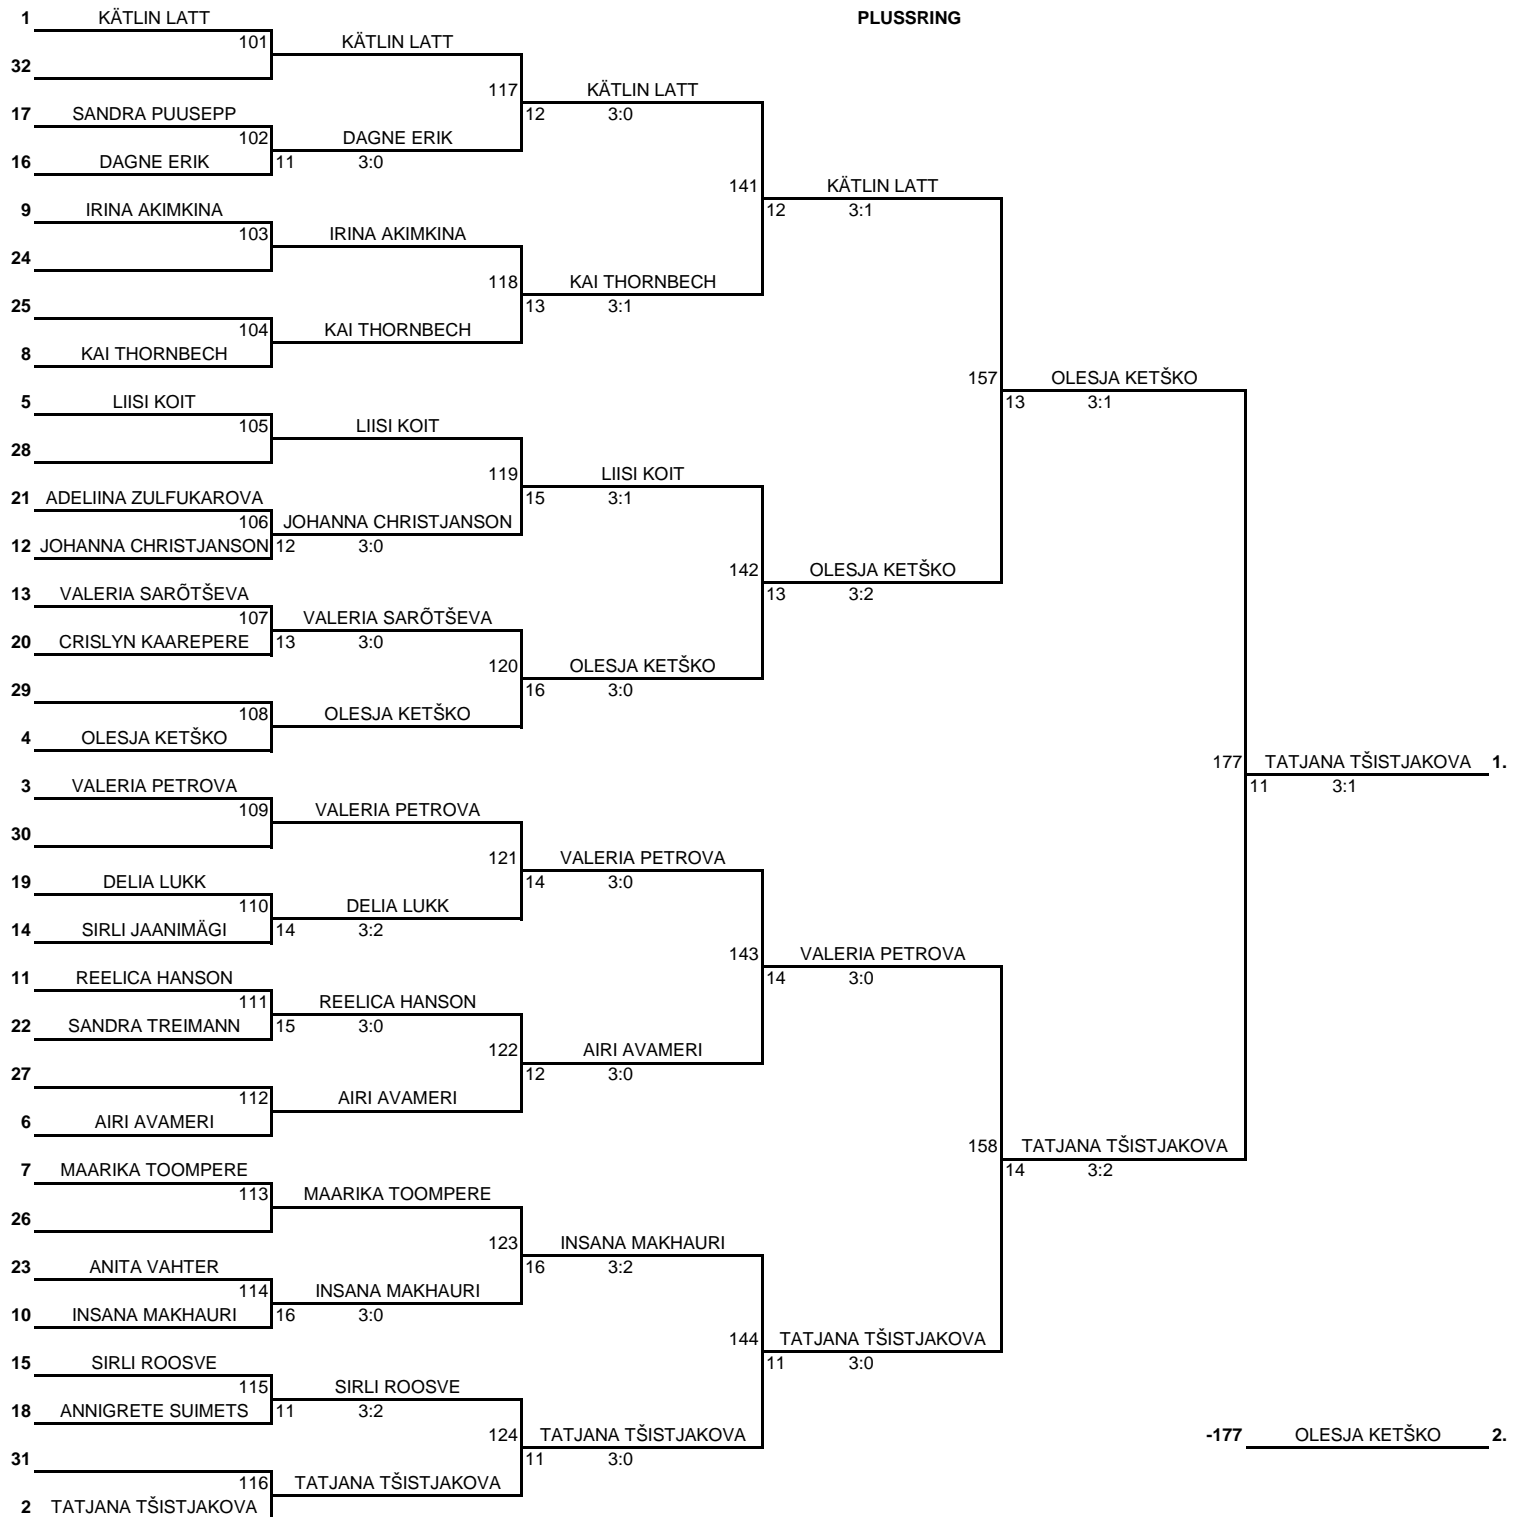 PLUSSRING
1 KÄTLIN LATT
101 KÄTLIN LATT
32
117 KÄTLIN LATT
12 3:0
17 SANDRA PUUSEPP
102 DAGNE ERIK
16 DAGNE ERIK 11 3:0
141 KÄTLIN LATT
12 3:1
9 IRINA AKIMKINA
103 IRINA AKIMKINA
24
118 KAI THORNBECH
13 3:1
25
104 KAI THORNBECH
8 KAI THORNBECH
157 OLESJA KETŠKO
13 3:1
5 LIISI KOIT
105 LIISI KOIT
28
119 LIISI KOIT
15 3:1
21 ADELIINA ZULFUKAROVA
106 JOHANNA CHRISTJANSON
12 JOHANNA CHRISTJANSON 12 3:0
142 OLESJA KETŠKO
13 3:2
13 VALERIA SARÕTŠEVA
107 VALERIA SARÕTŠEVA
20 CRISLYN KAAREPERE 13 3:0
120 OLESJA KETŠKO
16 3:0
29
108 OLESJA KETŠKO
4 OLESJA KETŠKO
177 TATJANA TŠISTJAKOVA 1.
11 3:1
3 VALERIA PETROVA
109 VALERIA PETROVA
30
121 VALERIA PETROVA
14 3:0
19 DELIA LUKK
110 DELIA LUKK
14 SIRLI JAANIMÄGI 14 3:2
143 VALERIA PETROVA
14 3:0
11 REELICA HANSON
111 REELICA HANSON
22 SANDRA TREIMANN 15 3:0
122 AIRI AVAMERI
12 3:0
27
112 AIRI AVAMERI
6 AIRI AVAMERI
158 TATJANA TŠISTJAKOVA
14 3:2
7 MAARIKA TOOMPERE
113 MAARIKA TOOMPERE
26
123 INSANA MAKHAURI
16 3:2
23 ANITA VAHTER
114 INSANA MAKHAURI
10 INSANA MAKHAURI 16 3:0
144 TATJANA TŠISTJAKOVA
11 3:0
15 SIRLI ROOSVE
115 SIRLI ROOSVE
18 ANNIGRETE SUIMETS 11 3:2
124 TATJANA TŠISTJAKOVA
11 3:0
-177 OLESJA KETŠKO 2.
31
116 TATJANA TŠISTJAKOVA
2 TATJANA TŠISTJAKOVA